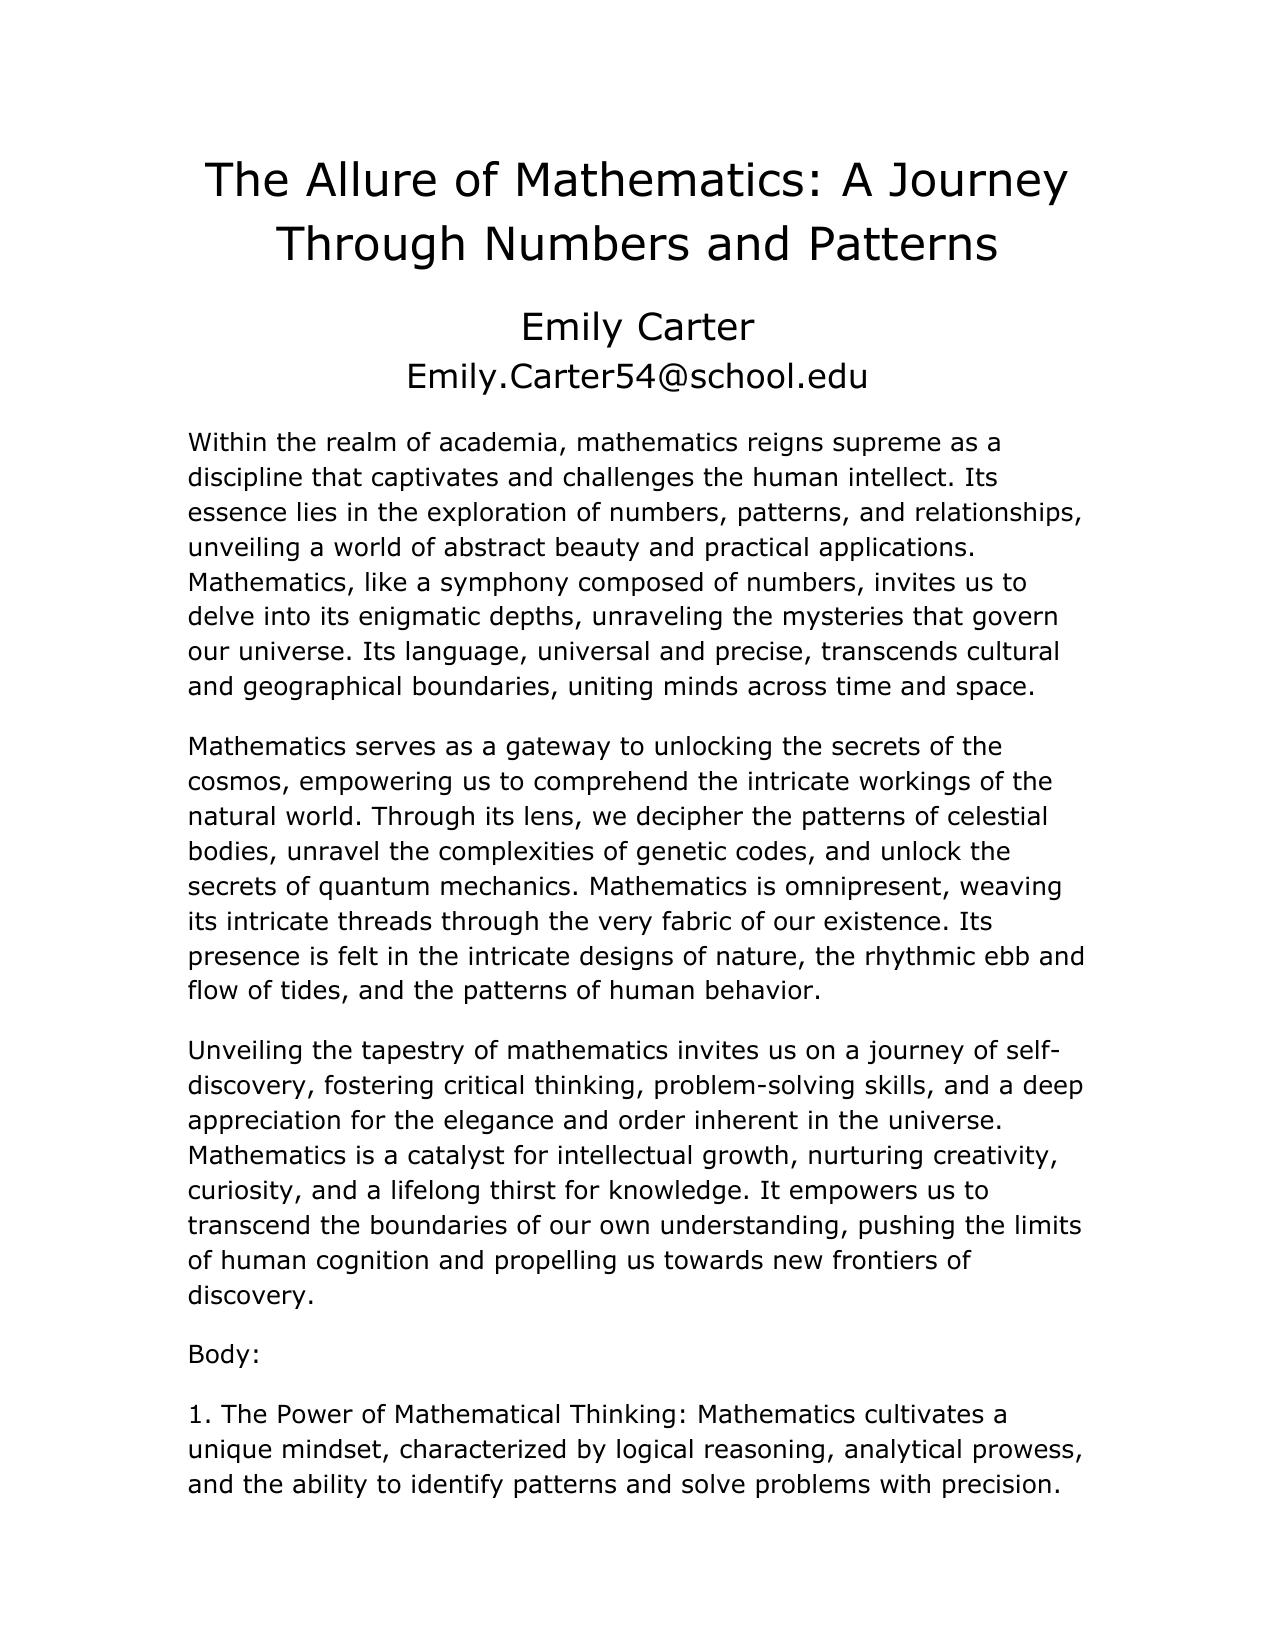 The Allure of Mathematics: A Journey
Through Numbers and Patterns
Emily Carter
Emily.Carter54@school.edu
Within the realm of academia, mathematics reigns supreme as a
discipline that captivates and challenges the human intellect. Its
essence lies in the exploration of numbers, patterns, and relationships,
unveiling a world of abstract beauty and practical applications.
Mathematics, like a symphony composed of numbers, invites us to
delve into its enigmatic depths, unraveling the mysteries that govern
our universe. Its language, universal and precise, transcends cultural
and geographical boundaries, uniting minds across time and space.
Mathematics serves as a gateway to unlocking the secrets of the
cosmos, empowering us to comprehend the intricate workings of the
natural world. Through its lens, we decipher the patterns of celestial
bodies, unravel the complexities of genetic codes, and unlock the
secrets of quantum mechanics. Mathematics is omnipresent, weaving
its intricate threads through the very fabric of our existence. Its
presence is felt in the intricate designs of nature, the rhythmic ebb and
flow of tides, and the patterns of human behavior.
Unveiling the tapestry of mathematics invites us on a journey of self-
discovery, fostering critical thinking, problem-solving skills, and a deep
appreciation for the elegance and order inherent in the universe.
Mathematics is a catalyst for intellectual growth, nurturing creativity,
curiosity, and a lifelong thirst for knowledge. It empowers us to
transcend the boundaries of our own understanding, pushing the limits
of human cognition and propelling us towards new frontiers of
discovery.
Body:
1. The Power of Mathematical Thinking: Mathematics cultivates a
unique mindset, characterized by logical reasoning, analytical prowess,
and the ability to identify patterns and solve problems with precision.